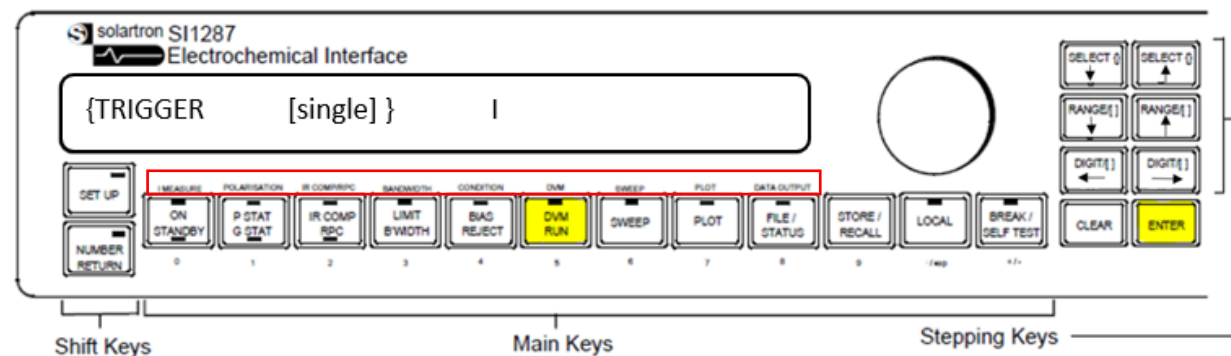 solartron SI1287
Electrochemical Interface
{TRIGGER [single] } I
SELECT {} SELECT {}
RANGE/[ ] RANGE/[ ]
DIGIT/[ ] DIGIT/[ ]
SET UP
I MEASURE POLARISATION IR COMP/RPC BANDWIDTH CONDITION DVM SWEEP PLOT DATA OUTPUT
ON STANDBY
P STAT G STAT
IR COMP RPC
LIMIT B'WIDTH
BIAS REJECT
DVM RUN
SWEEP
PLOT
FILE / STATUS
STORE / RECALL
LOCAL
BREAK / SELF TEST
CLEAR
ENTER
NUMBER RETURN
0 1 2 3 4 5 6 7 8 9 - / exp + / -
Shift Keys
Main Keys
Stepping Keys